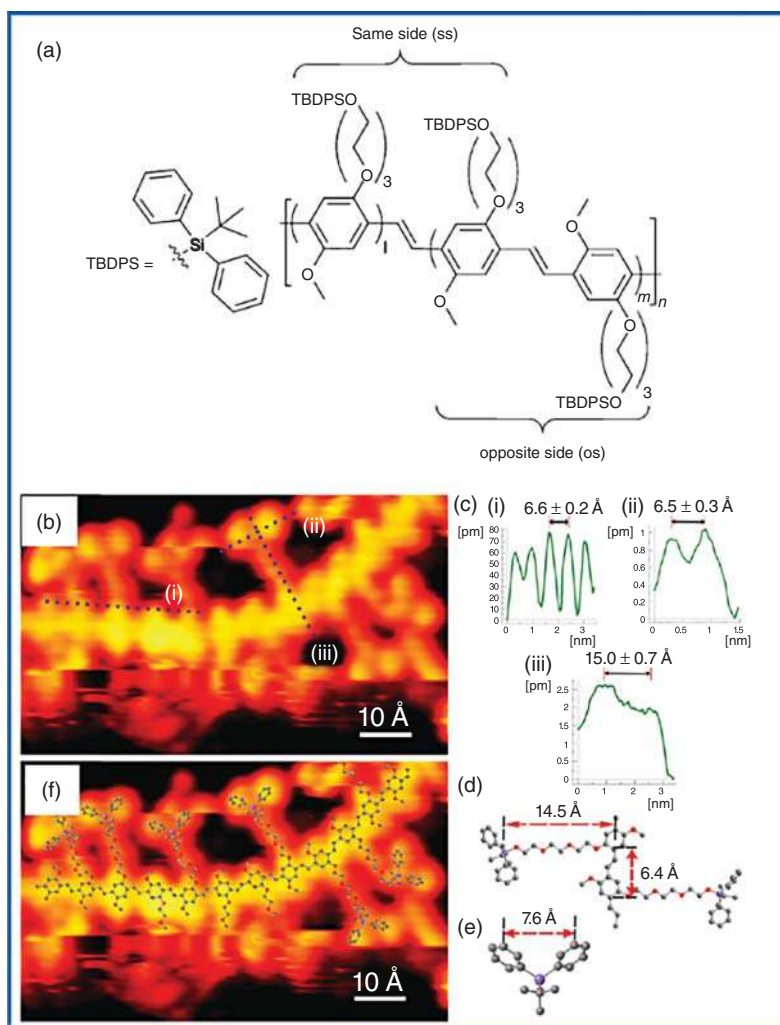 (a)
Same side (ss)
TBDPSO
TBDPSO
O
3
O
3
Si
TBDPS =
O
O
O
l
m
n
O
3
TBDPSO
opposite side (os)
(b)
(i)
(ii)
(iii)
10 Å
(c)
(i)
6.6 ± 0.2 Å
[pm]
80
70
60
50
40
30
20
10
0
0
1
2
3
[nm]
(ii)
6.5 ± 0.3 Å
[pm]
1
0.8
0.6
0.4
0.2
0
0
0.5
1
1.5
[nm]
(iii)
15.0 ± 0.7 Å
[pm]
2.5
2
1.5
1
0.5
0
0
1
2
3
[nm]
(d)
14.5 Å
6.4 Å
(e)
7.6 Å
(f)
10 Å